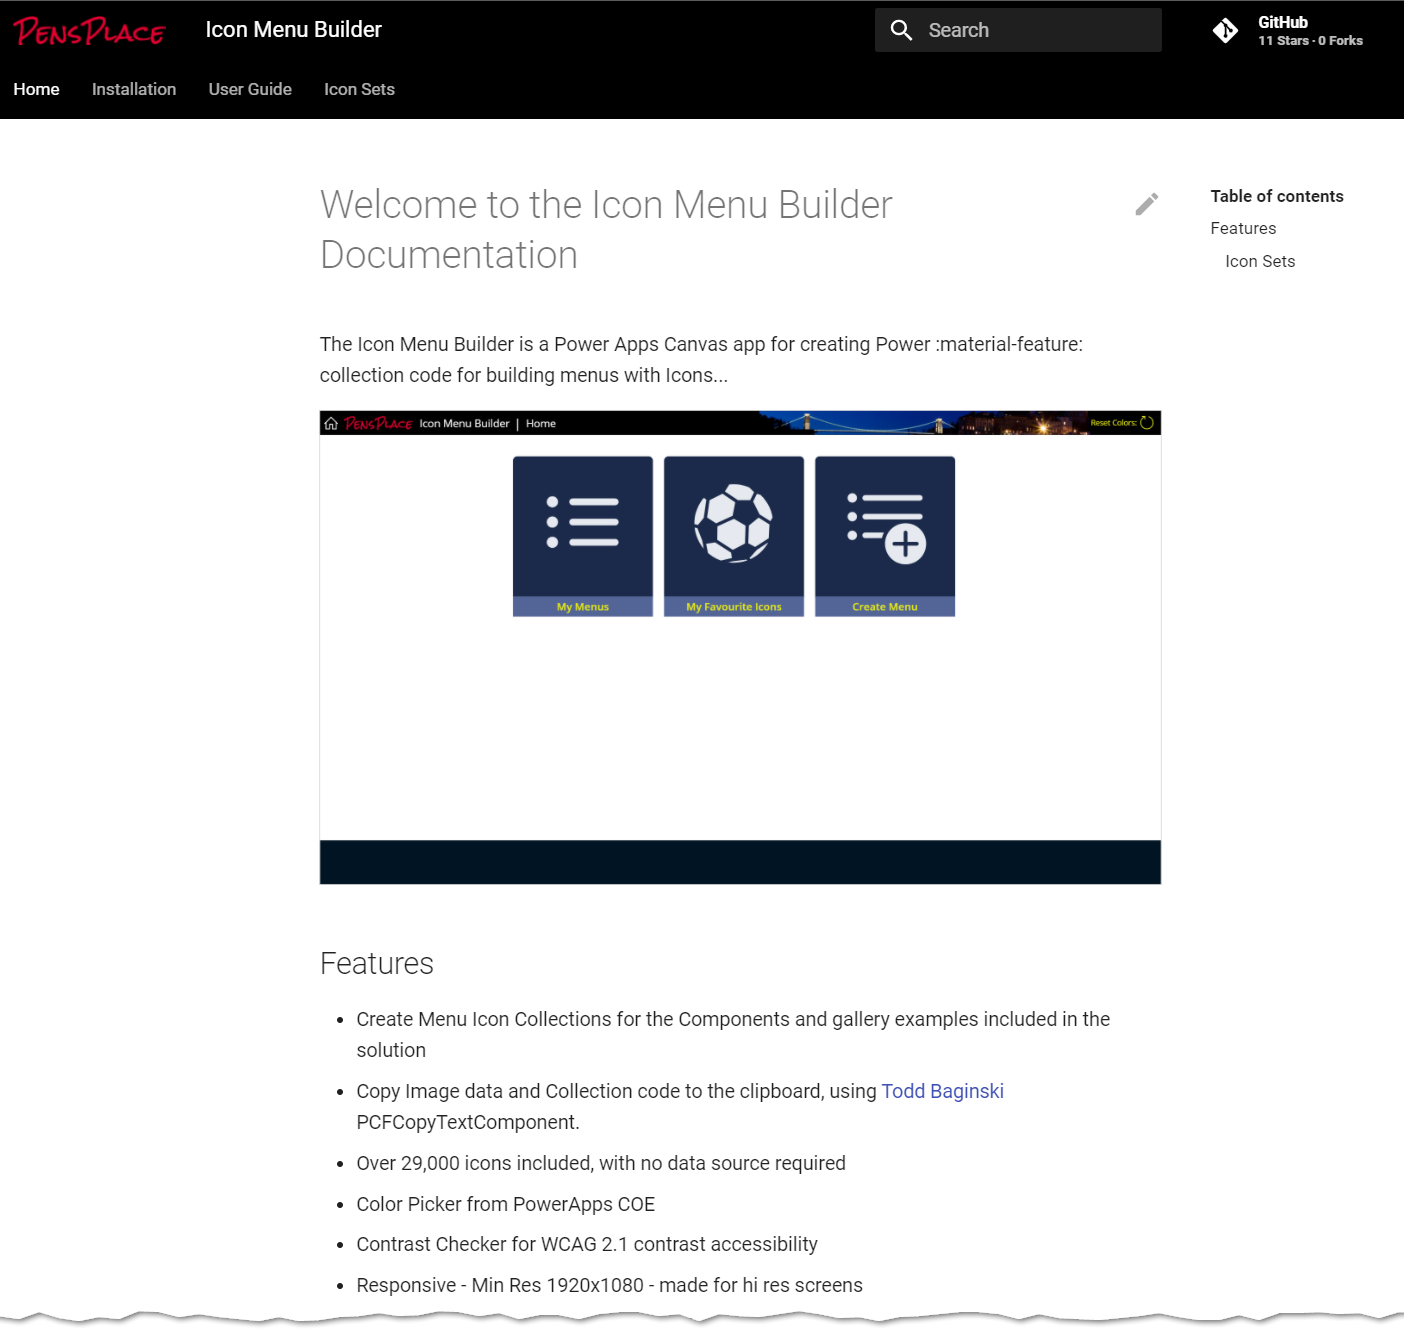 PensPlace Icon Menu Builder Search GitHub
11 Stars · 0 Forks
Home Installation User Guide Icon Sets
Welcome to the Icon Menu Builder
Documentation
Table of contents
Features
Icon Sets
The Icon Menu Builder is a Power Apps Canvas app for creating Power :material-feature:
collection code for building menus with Icons...
PensPlace Icon Menu Builder | Home Reset Colors:
My Menus My Favourite Icons Create Menu
Features
Create Menu Icon Collections for the Components and gallery examples included in the
solution
Copy Image data and Collection code to the clipboard, using Todd Baginski
PCFCopyTextComponent.
Over 29,000 icons included, with no data source required
Color Picker from PowerApps COE
Contrast Checker for WCAG 2.1 contrast accessibility
Responsive - Min Res 1920x1080 - made for hi res screens